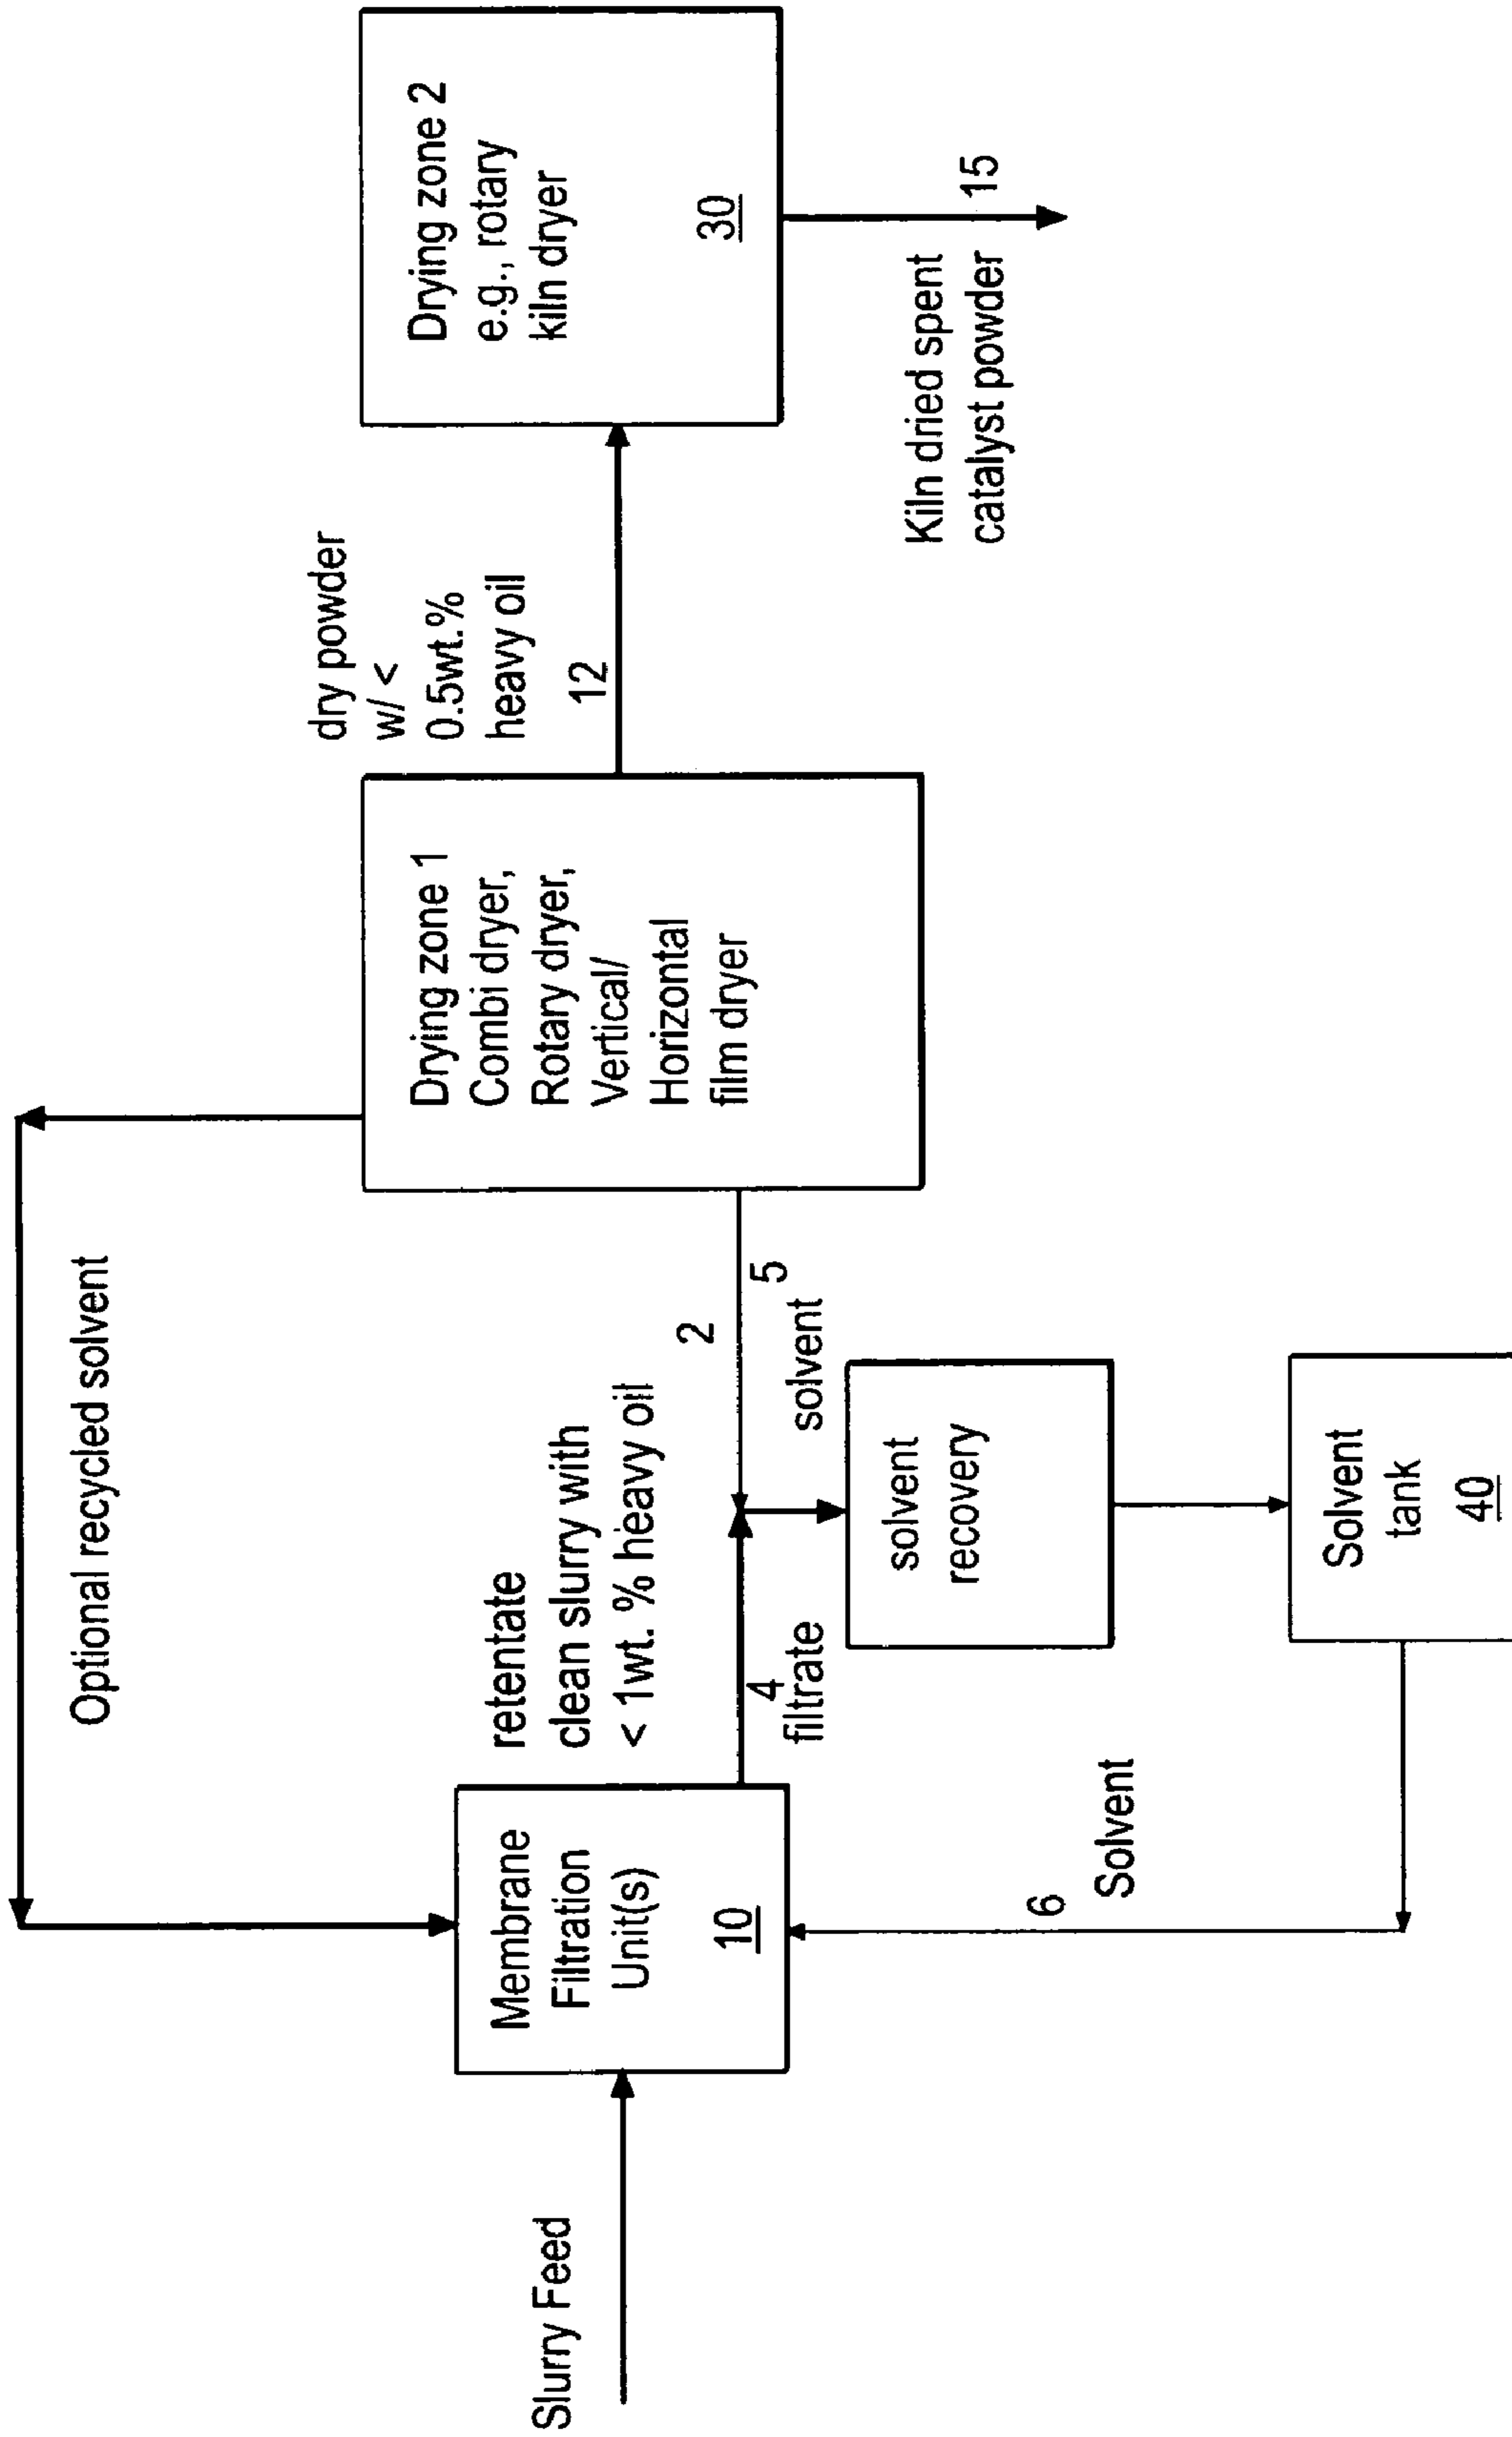 Optional recycled solvent
Slurry Feed
Membrane
Filtration
Unit(s)
10
retentate
clean slurry with
< 1wt. % heavy oil
2
4
filtrate
5
solvent
Drying zone 1
Combi dryer,
Rotary dryer,
Vertical/
Horizontal
film dryer
dry powder
w/ <
0.5wt.%
heavy oil
12
Drying zone 2
e.g., rotary
kiln dryer
30
Kiln dried spent
catalyst powder
15
solvent
recovery
Solvent
tank
40
6
Solvent